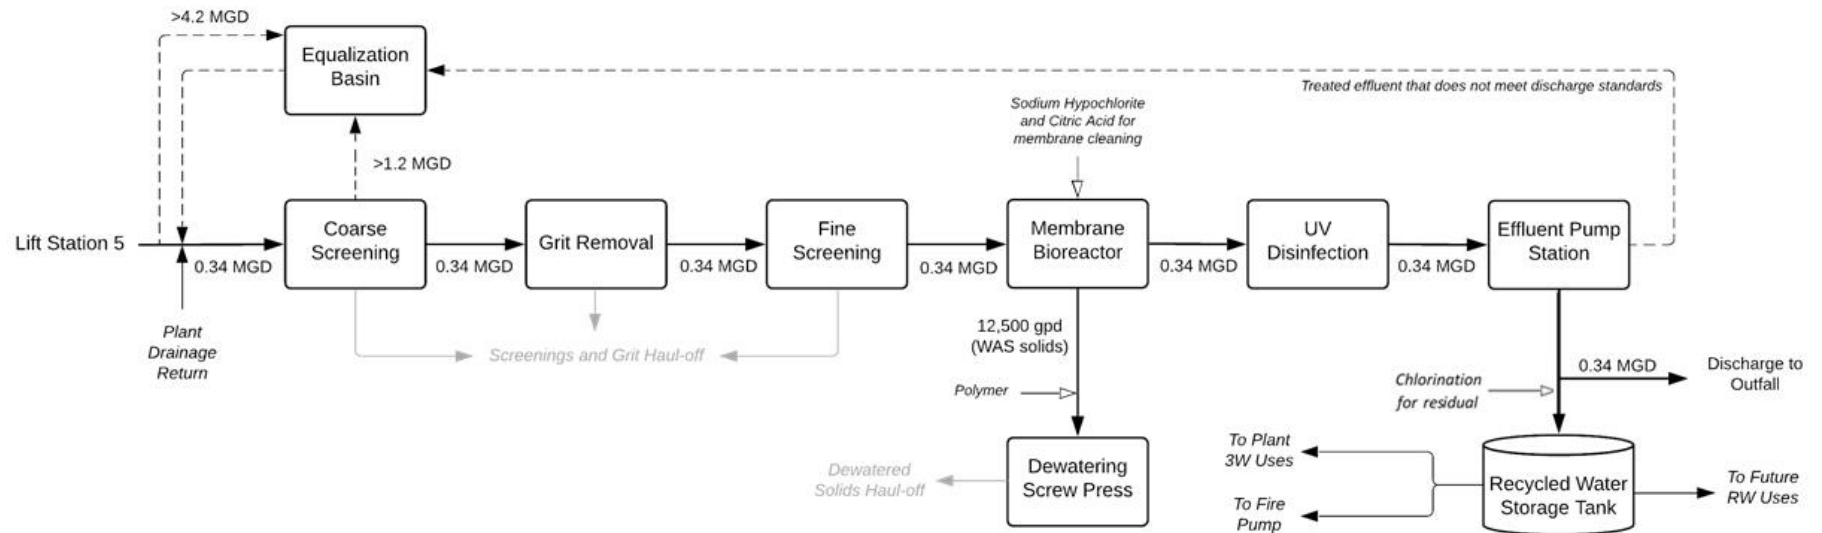 >4.2 MGD
Equalization
Basin
Treated effluent that does not meet discharge standards
Sodium Hypochlorite
and Citric Acid for
membrane cleaning
>1.2 MGD
Lift Station 5
0.34 MGD
Coarse
Screening
0.34 MGD
Grit Removal
0.34 MGD
Fine
Screening
0.34 MGD
Membrane
Bioreactor
0.34 MGD
UV
Disinfection
0.34 MGD
Effluent Pump
Station
Plant
Drainage
Return
Screenings and Grit Haul-off
12,500 gpd
(WAS solids)
Polymer
Chlorination
for residual
0.34 MGD
Discharge to
Outfall
Dewatered
Solids Haul-off
Dewatering
Screw Press
To Plant
3W Uses
To Fire
Pump
Recycled Water
Storage Tank
To Future
RW Uses